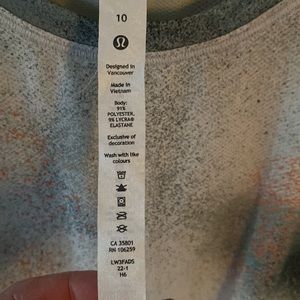 10
Designed in
Vancouver
Made in
Vietnam
Body:
91%
POLYESTER,
9% LYCRA®
ELASTANE
Exclusive of
decoration
Wash with like
colours
CA 35801
RN 106259
LW3FADS
22-1
H6